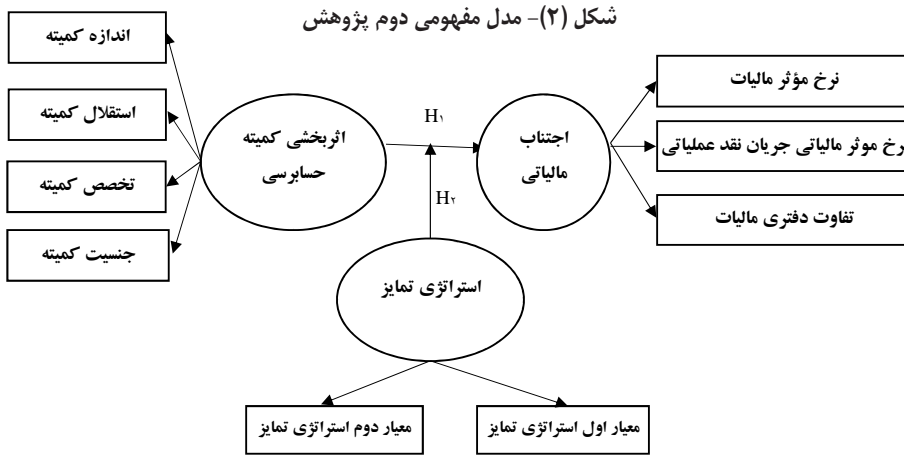 شکل (۲)- مدل مفهومی دوم پژوهش
اندازه کمیته
استقلال کمیته
تخصص کمیته
جنسیت کمیته
اثربخشی کمیته
حسابرسی
H۱
H۲
اجتناب
مالیاتی
نرخ مؤثر مالیات
رخ موثر مالیاتی جریان نقد عملیاتی
تفاوت دفتری مالیات
استراتژی تمایز
معیار اول استراتژی تمایز
معیار دوم استراتژی تمایز